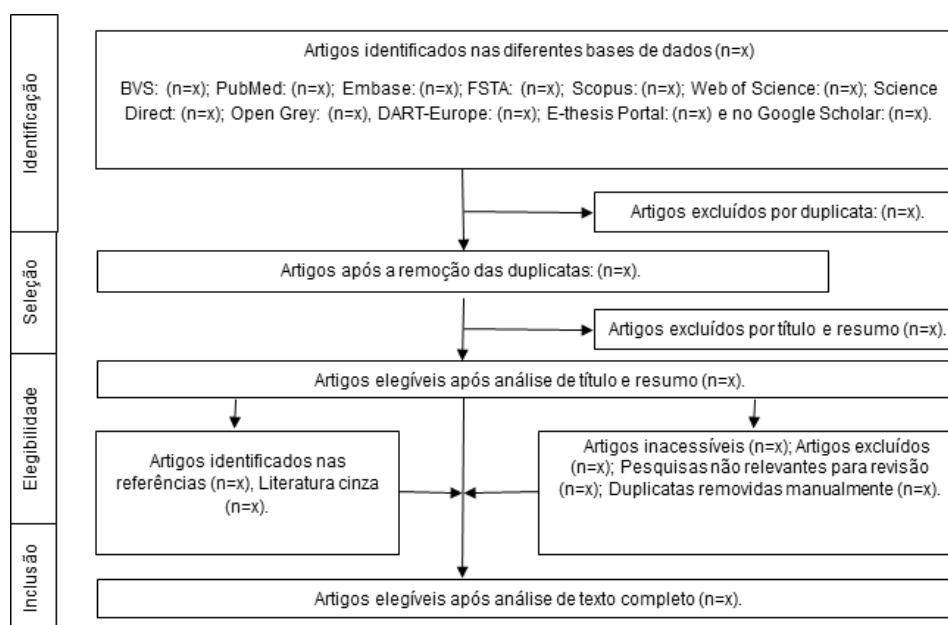 Identificação
Artigos identificados nas diferentes bases de dados (n=x)
BVS: (n=x); PubMed: (n=x); Embase: (n=x); FSTA: (n=x); Scopus: (n=x); Web of Science: (n=x); Science
Direct: (n=x); Open Grey: (n=x), DART-Europe: (n=x); E-thesis Portal: (n=x) e no Google Scholar: (n=x).
Artigos excluídos por duplicata: (n=x).
Seleção
Artigos após a remoção das duplicatas: (n=x).
Artigos excluídos por título e resumo (n=x).
Elegibilidade
Artigos elegíveis após análise de título e resumo (n=x).
Artigos identificados nas
referências (n=x), Literatura cinza
(n=x).
Artigos inacessíveis (n=x); Artigos excluídos
(n=x); Pesquisas não relevantes para revisão
(n=x); Duplicatas removidas manualmente (n=x).
Inclusão
Artigos elegíveis após análise de texto completo (n=x).